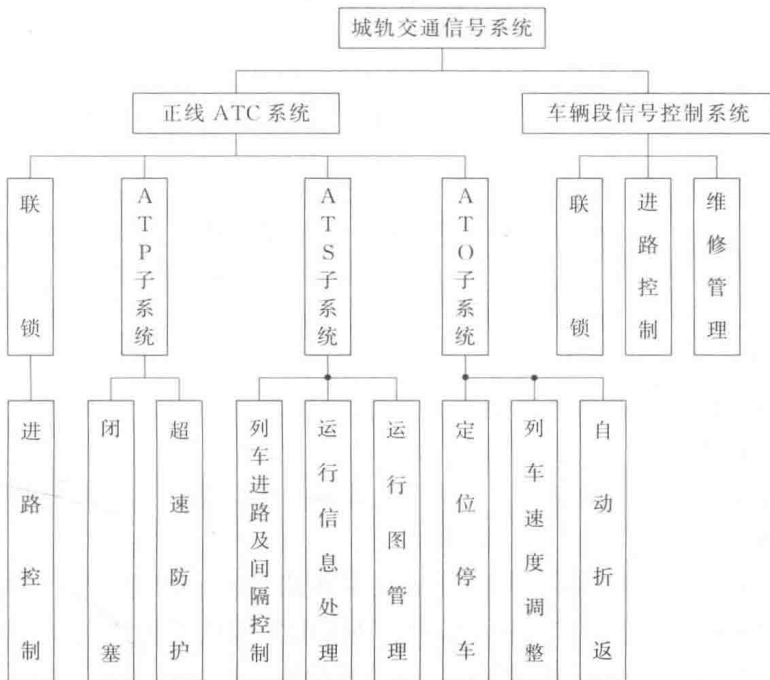 城轨交通信号系统
正线 ATC 系统
车辆段信号控制系统
联锁
ATP子系统
ATS子系统
ATO子系统
联锁
进路控制
维修管理
进路控制
闭塞
超速防护
列车进路及间隔控制
运行信息处理
运行图管理
定位停车
列车速度调整
自动折返